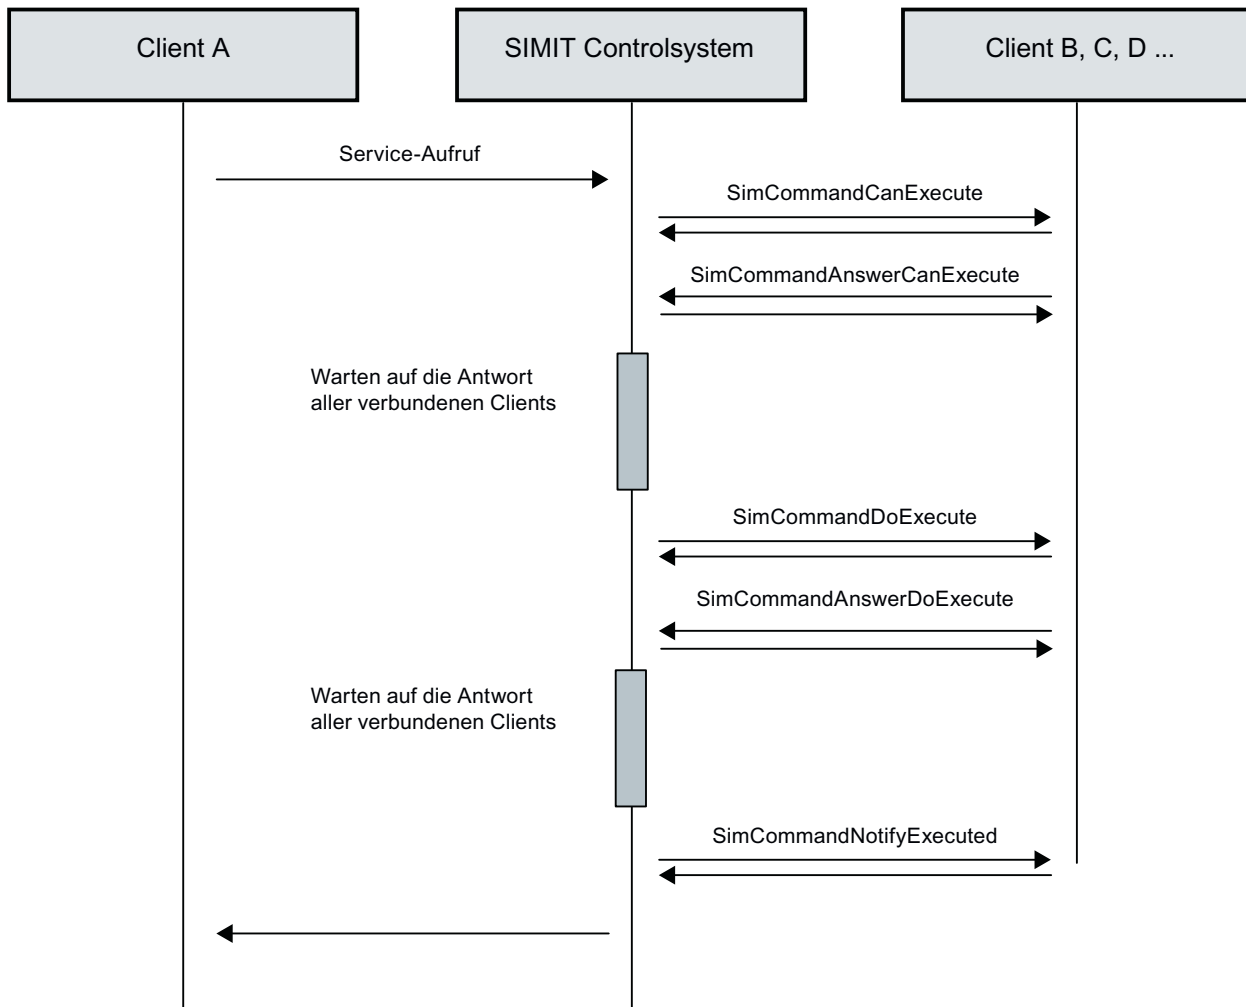 Client A
SIMIT Controlsystem
Client B, C, D ...
Service-Aufruf
SimCommandCanExecute
SimCommandAnswerCanExecute
Warten auf die Antwort
aller verbundenen Clients
SimCommandDoExecute
SimCommandAnswerDoExecute
Warten auf die Antwort
aller verbundenen Clients
SimCommandNotifyExecuted